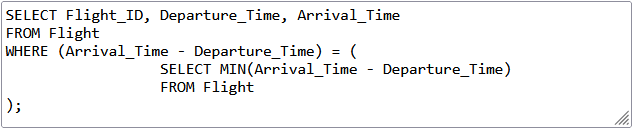 SELECT Flight_ID, Departure_Time, Arrival_Time
FROM Flight
WHERE (Arrival_Time - Departure_Time) = (
                   SELECT MIN(Arrival_Time - Departure_Time)
                   FROM Flight
);